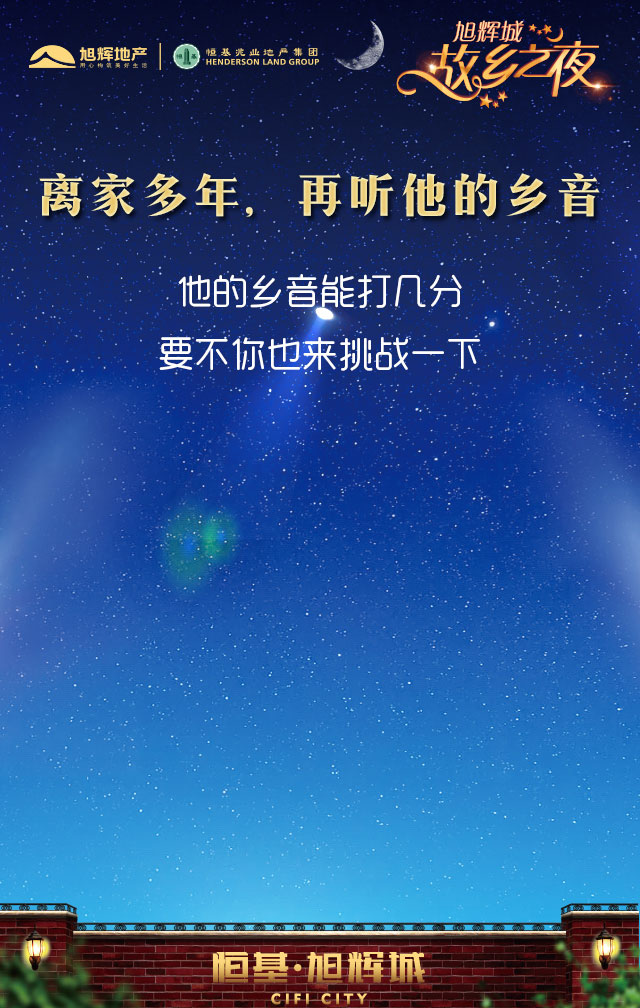 旭辉地产
用心构筑美好生活
恒基
恒基兆业地产集团
HENDERSON LAND GROUP
旭辉城
故乡之夜
离家多年，再听他的乡音
他的乡音能打几分
要不你也来挑战一下
恒基·旭辉城
CIFI CITY